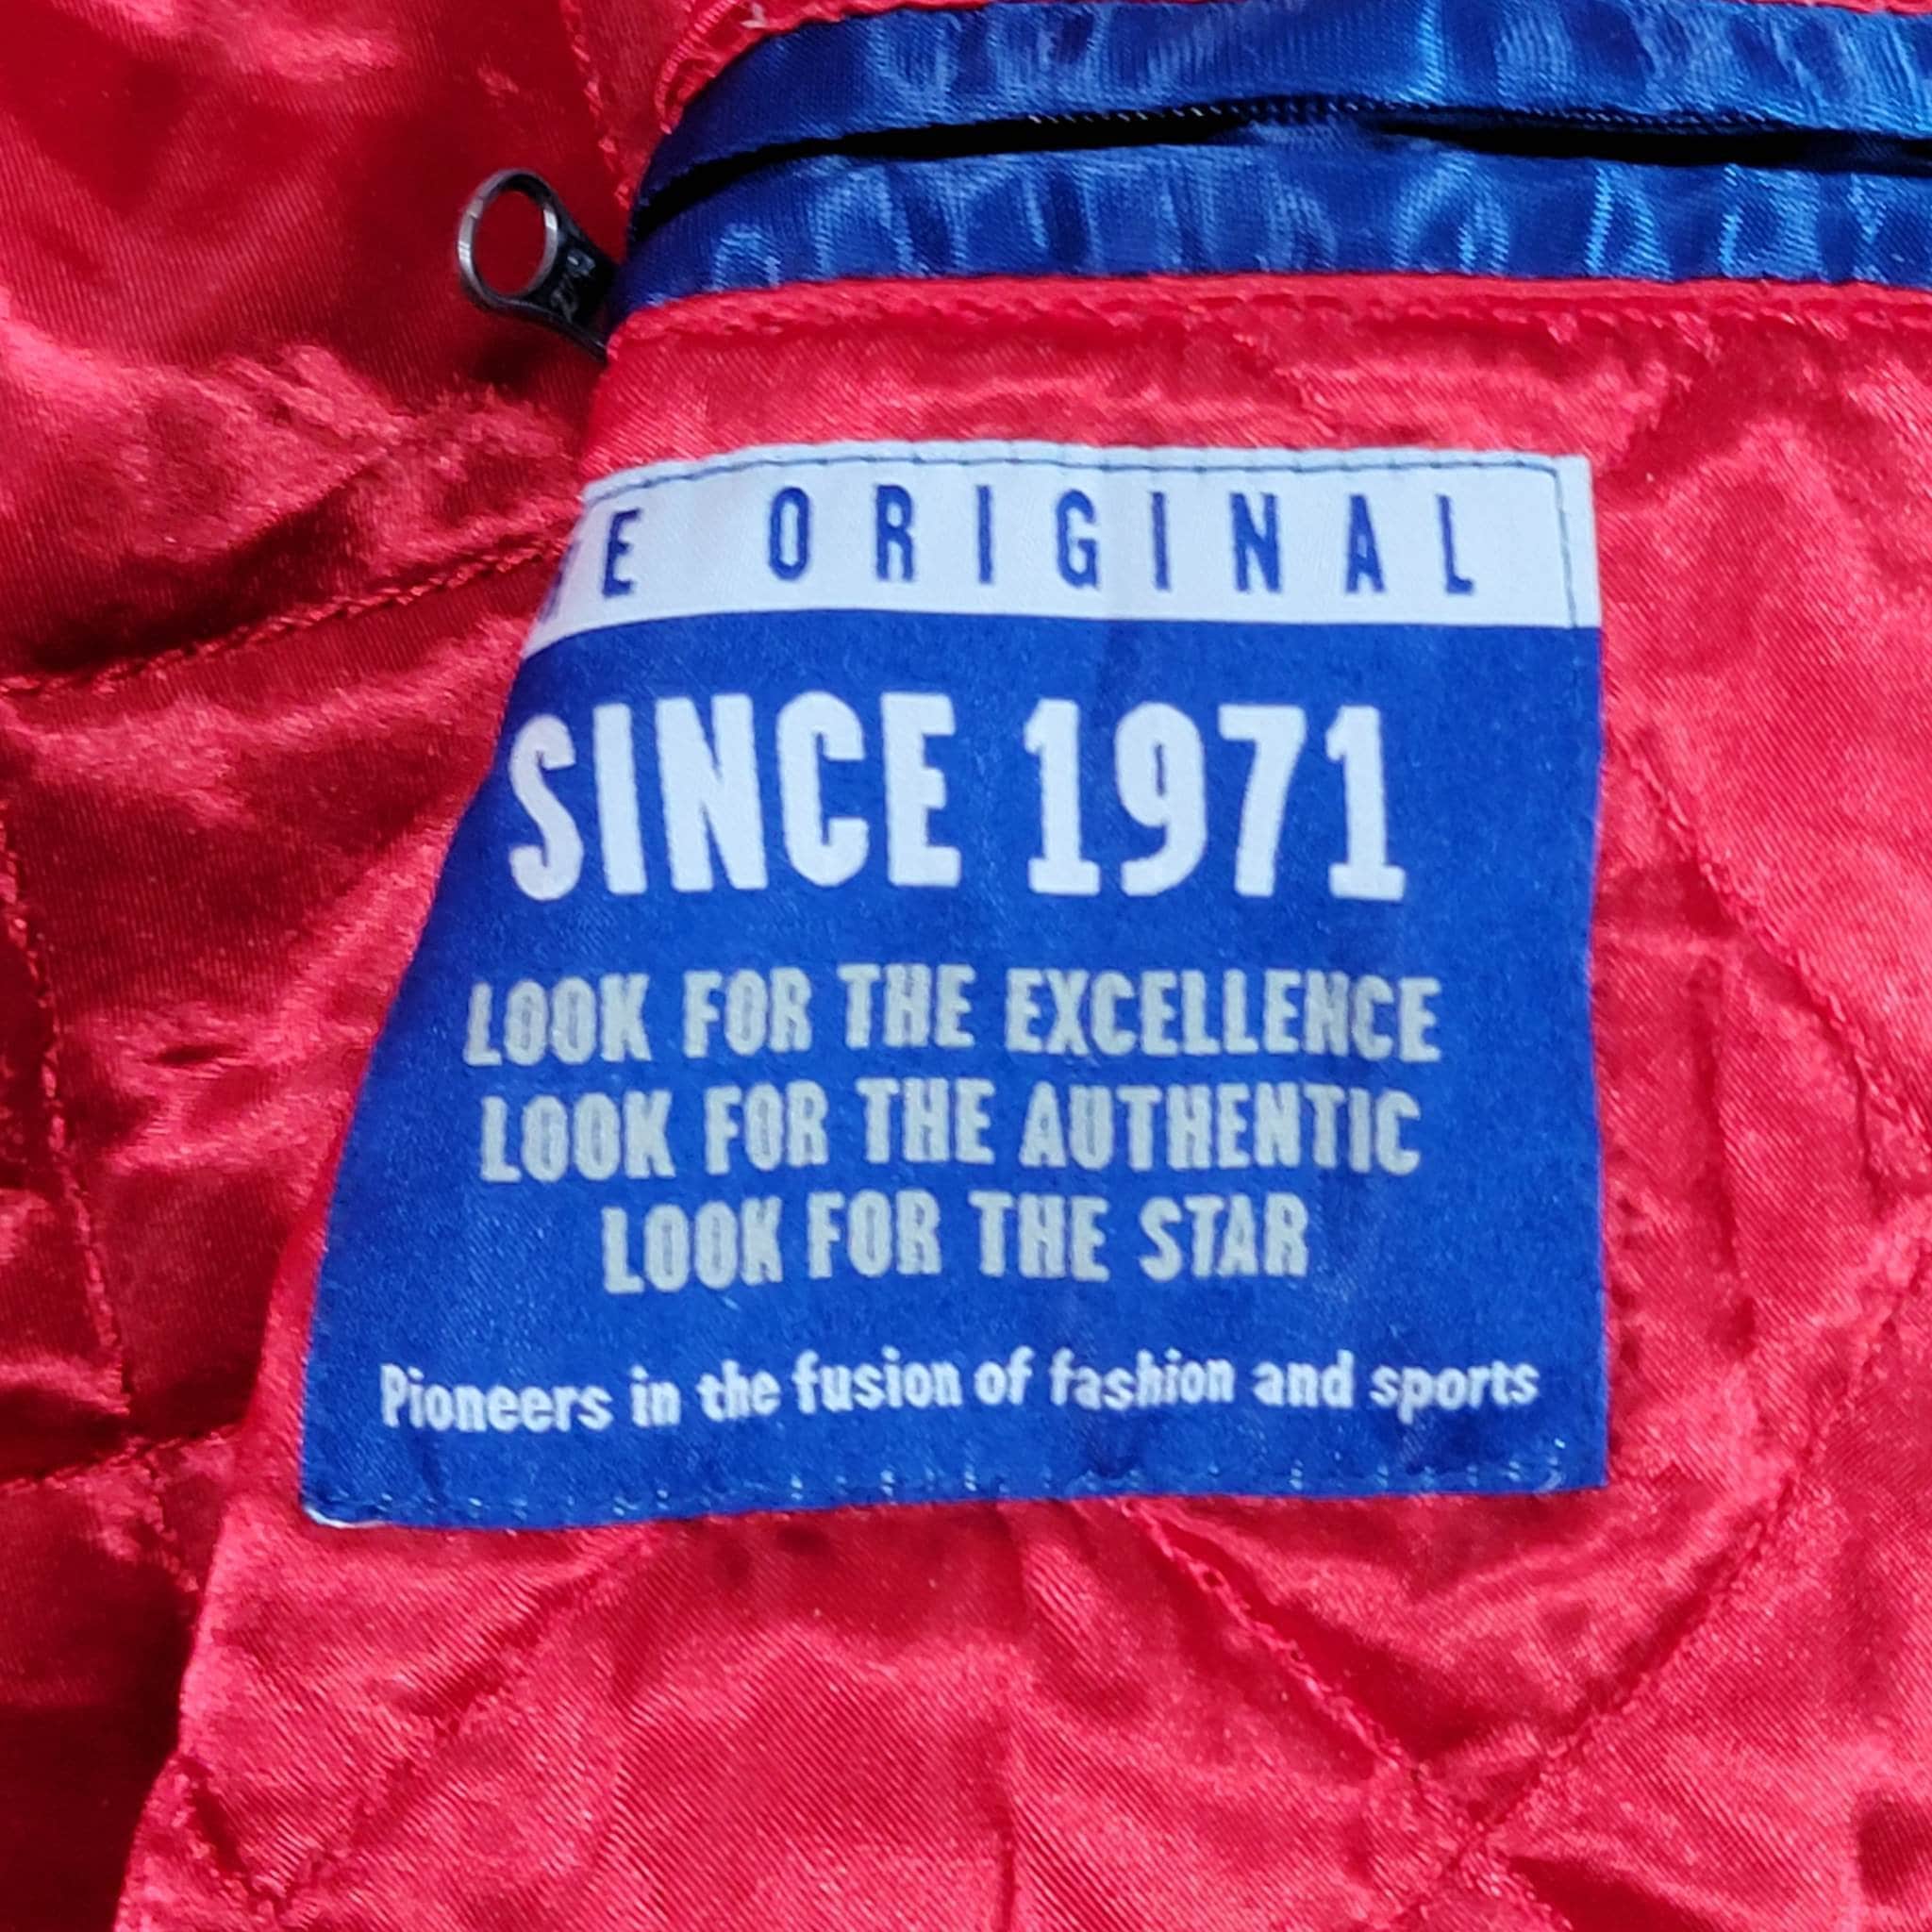 ORIGINAL
SINCE 1971
LOOK FOR THE EXCELLENCE
LOOK FOR THE AUTHENTIC
LOOK FOR THE STAR
Pioneers in the fusion of fashion and sports